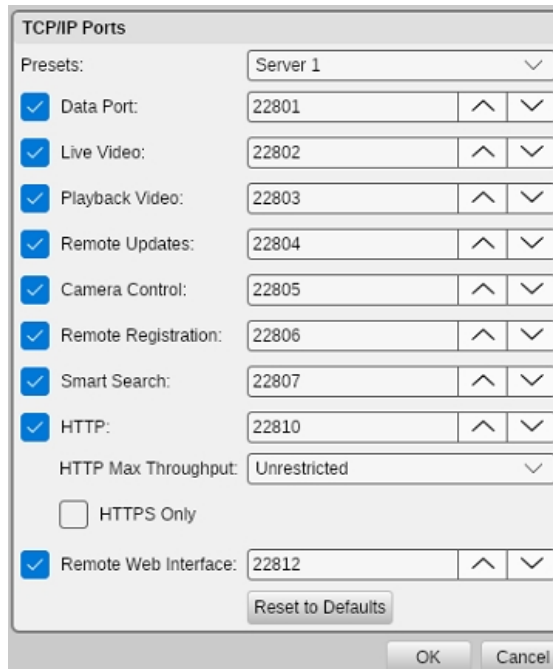 TCP/IP Ports
Presets: Server 1
Data Port: 22801
Live Video: 22802
Playback Video: 22803
Remote Updates: 22804
Camera Control: 22805
Remote Registration: 22806
Smart Search: 22807
HTTP: 22810
HTTP Max Throughput: Unrestricted
HTTPS Only
Remote Web Interface: 22812
Reset to Defaults
OK Cancel